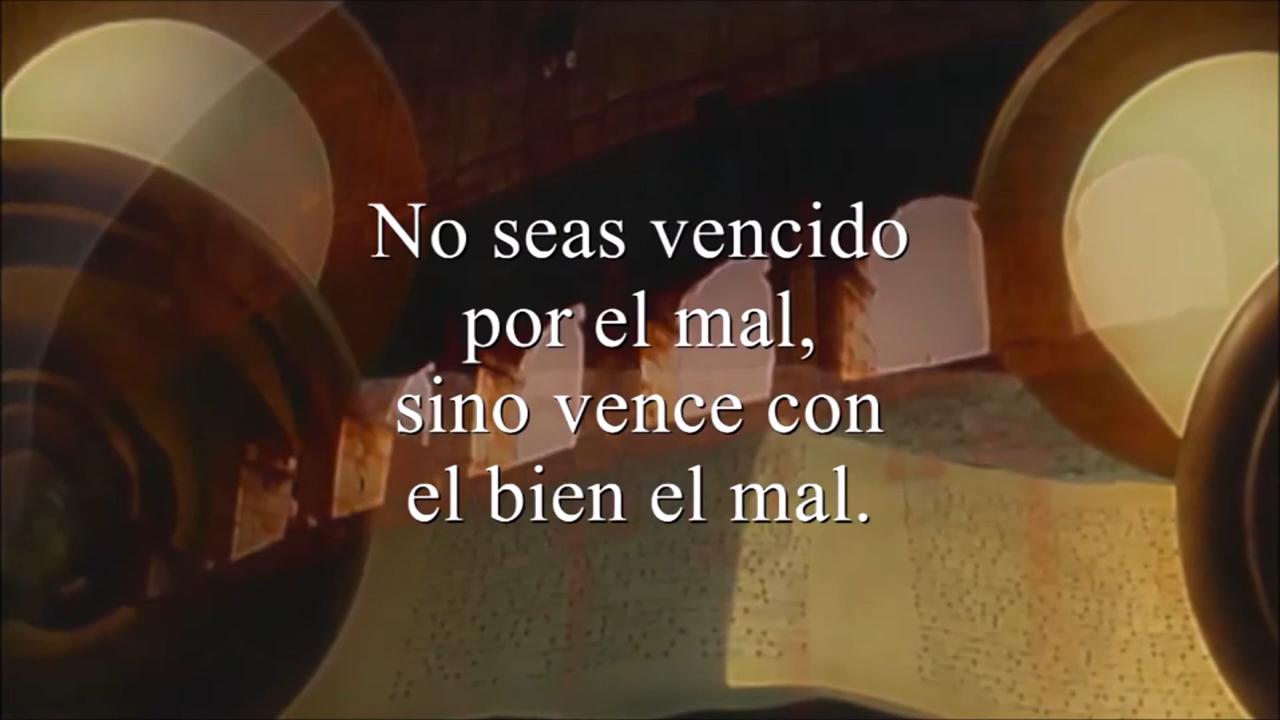 No seas vencido
por el mal,
sino vence con
el bien el mal.